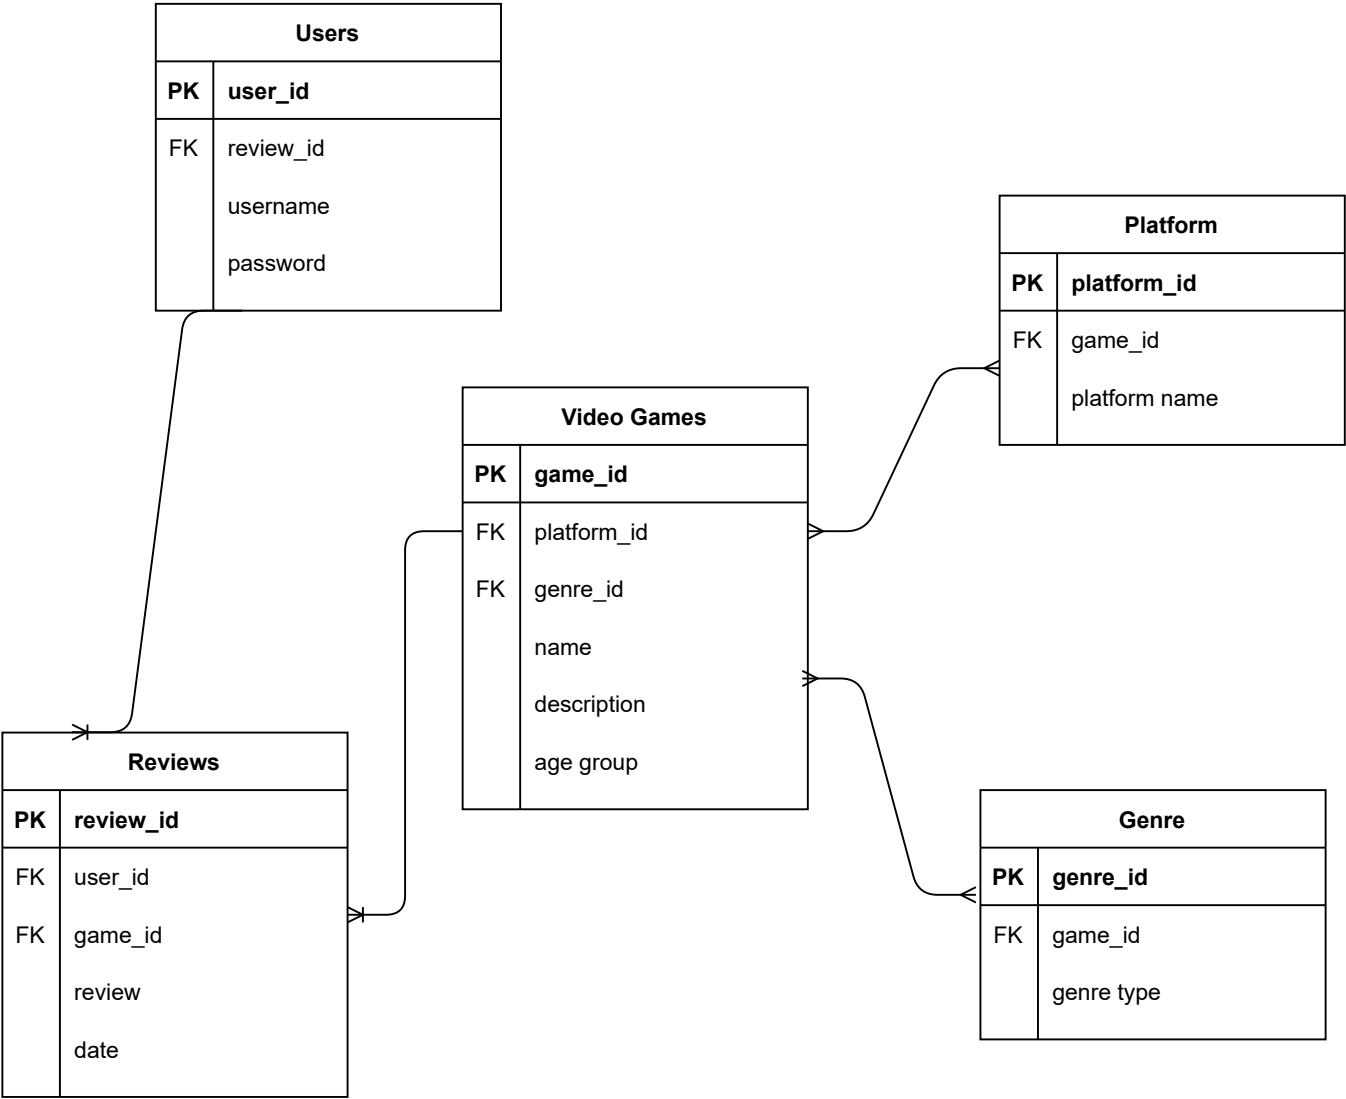 Users
PK user_id
FK review_id
username
password
Platform
PK platform_id
FK game_id
platform name
Video Games
PK game_id
FK platform_id
FK genre_id
name
description
age group
Reviews
PK review_id
FK user_id
FK game_id
review
date
Genre
PK genre_id
FK game_id
genre type